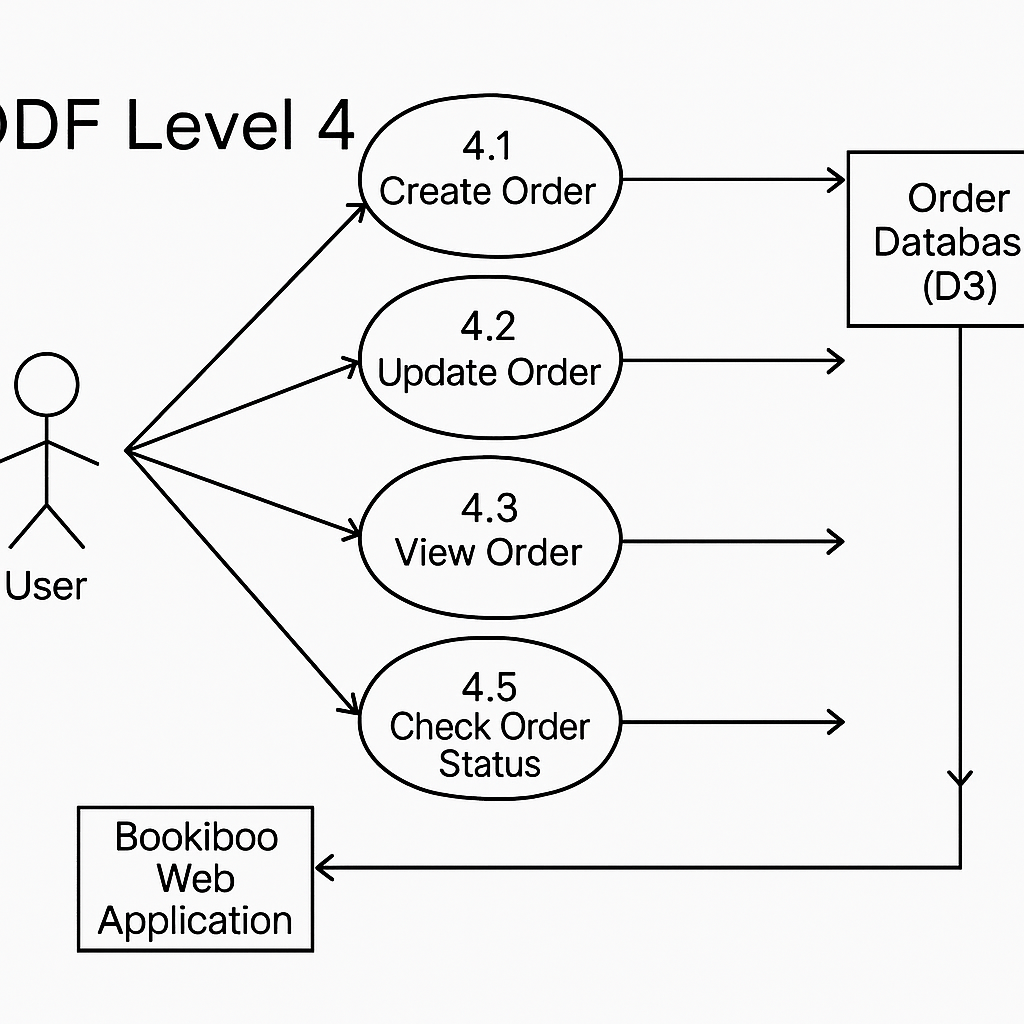 DDF Level 4
4.1
Create Order
Order
Databas
(D3)
4.2
Update Order
4.3
View Order
User
4.5
Check Order
Status
Bookiboo
Web
Application